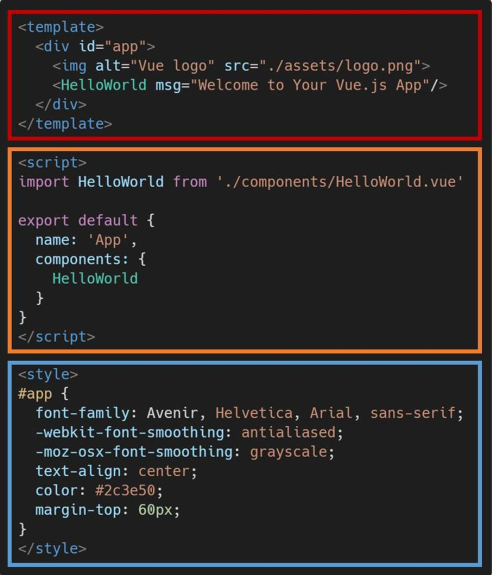 <template>
  <div id="app">
    <img alt="Vue logo" src="./assets/logo.png">
    <HelloWorld msg="Welcome to Your Vue.js App"/>
  </div>
</template>
<script>
import HelloWorld from './components/HelloWorld.vue'
export default {
  name: 'App',
  components: {
    HelloWorld
  }
}
</script>
<style>
#app {
  font-family: Avenir, Helvetica, Arial, sans-serif;
  -webkit-font-smoothing: antialiased;
  -moz-osx-font-smoothing: grayscale;
  text-align: center;
  color: #2c3e50;
  margin-top: 60px;
}
</style>